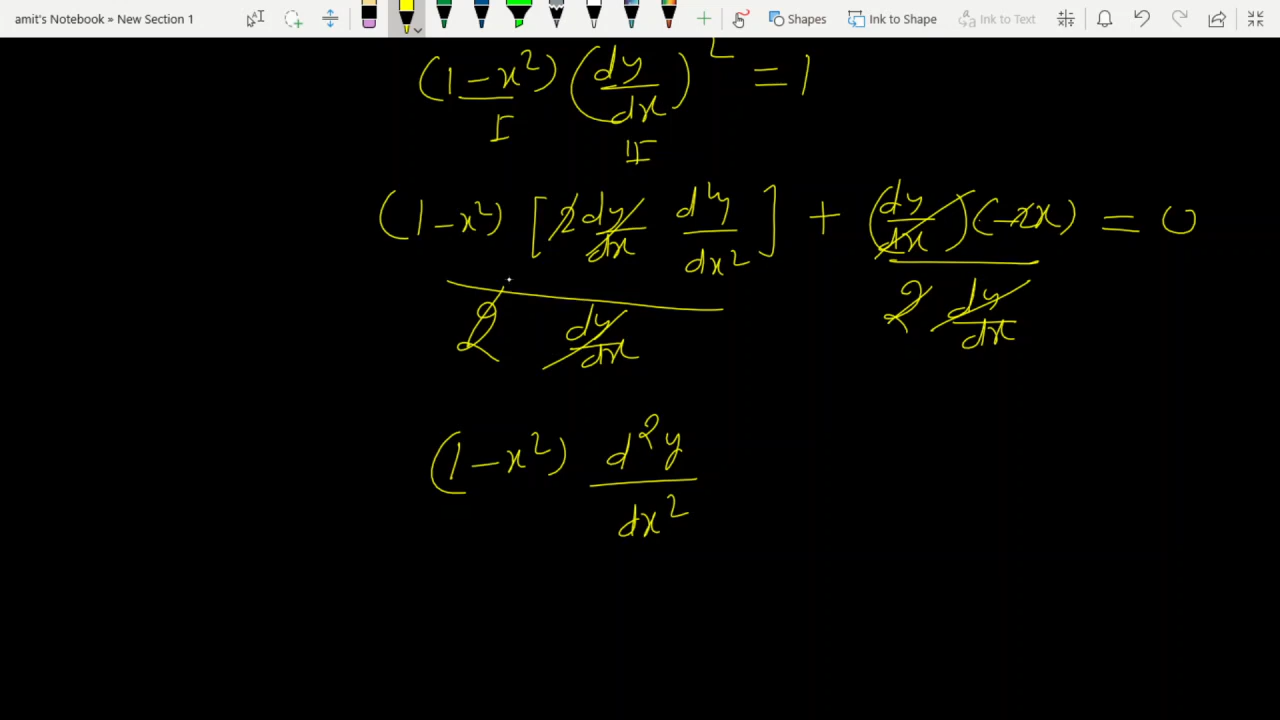 amit's Notebook » New Section 1
Shapes
Ink to Shape
Ink to Text
(1-x²) (dy/dx)² = 1
I
II
(1-x²) [2 dy/dx d²y/dx²] + (dy/dx)(-2x) = 0
2 dy/dx
2 dy/dx
(1-x²) d²y/dx²